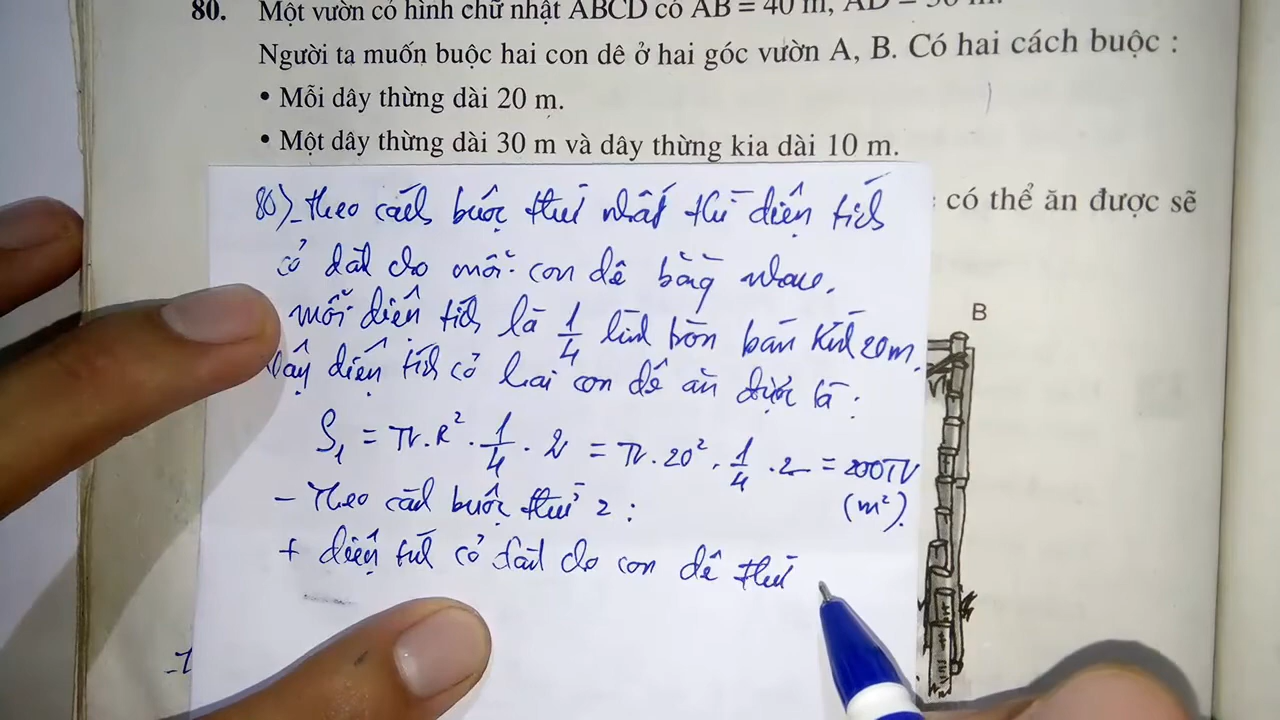 80. Một vườn có hình chữ nhật ABCD có AB = 40 m, AD = 30 m.
Người ta muốn buộc hai con dê ở hai góc vườn A, B. Có hai cách buộc :
• Mỗi dây thừng dài 20 m.
• Một dây thừng dài 30 m và dây thừng kia dài 10 m.
có thể ăn được sẽ
B
80)_ theo cách buộc thứ nhất thì diện tích
cỏ dành cho mỗi con dê bằng nhau.
mỗi diện tích là 1/4 hình tròn bán kính 20m.
Vậy diện tích cỏ hai con dê ăn được là :
S₁ = π.R². 1/4 . 2 = π.20². 1/4 .2 = 200π
(m²).
- Theo cách buộc thứ 2 :
+ diện tích cỏ dành cho con dê thứ